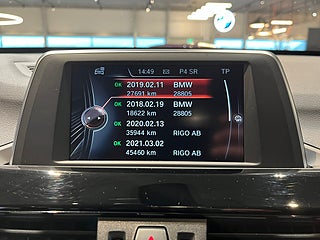 14:49 P4 SR TP
OK 2019.02.11 BMW
27691 km 28805
OK 2018.02.19 BMW
18622 km 28805
OK 2020.02.13
35944 km RIGO AB
OK 2021.03.02
45460 km RIGO AB